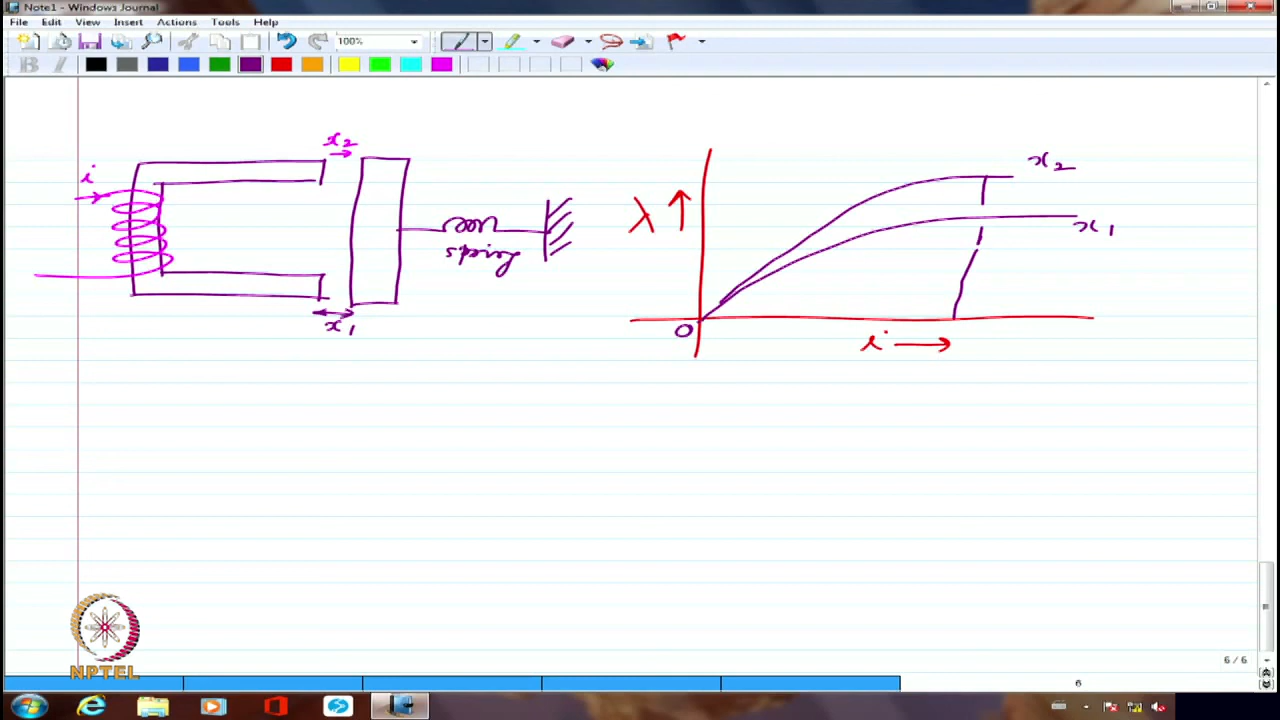 Note1 - Windows Journal
File Edit View Insert Actions Tools Help
100%
B I
x₂
i
spring
x₁
λ ↑
x₂
x₁
O
i →
NPTEL
6 / 6
6